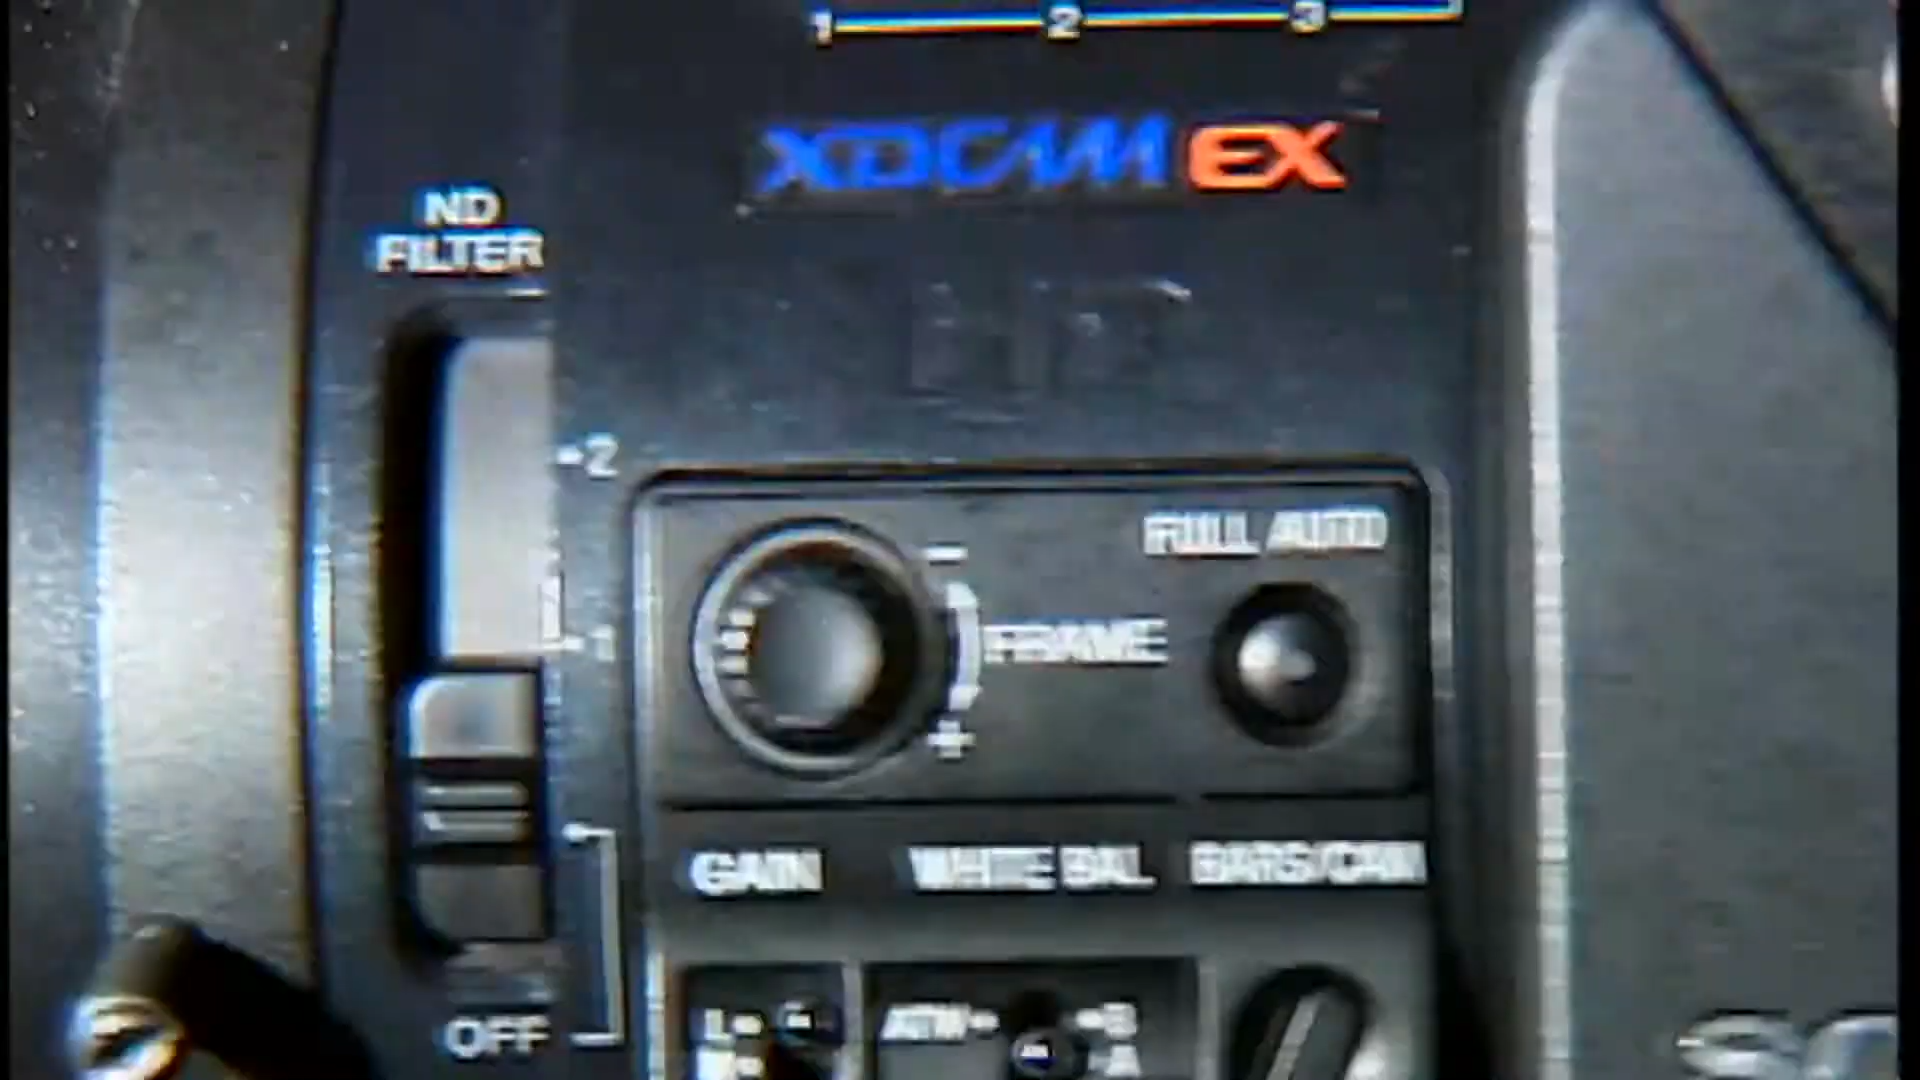 1 2 3
XDCAM EX
ND
FILTER
2
FULL AUTO
-
1
FRAME
+
GAIN WHITE BAL BARS/CAM
L
ATW B
A
OFF